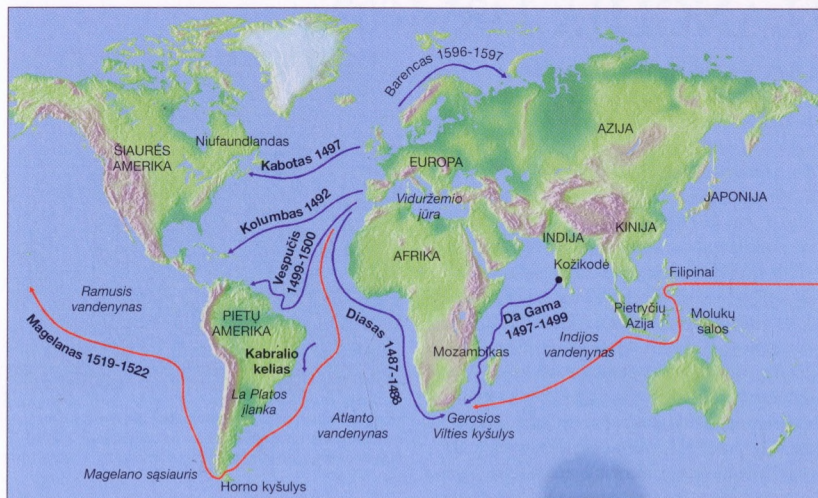 Barencas 1596-1597
AZIJA
Niufaundlandas
ŠIAURĖS
AMERIKA
Kabotas 1497
EUROPA
JAPONIJA
Kolumbas 1492
Viduržemio
jūra
KINIJA
INDIJA
Vespučis
1499-1500
AFRIKA
Kožikodė
Filipinai
Ramusis
vandenynas
PIETŲ
AMERIKA
Diasas 1487-1488
Da Gama
1497-1499
Pietryčių
Azija
Molukų
salos
Magelanas 1519-1522
Kabralio
kelias
Mozambikas
Indijos
vandenynas
La Platos
įlanka
Atlanto
vandenynas
Gerosios
Vilties kyšulys
Magelano sąsiauris
Horno kyšulys